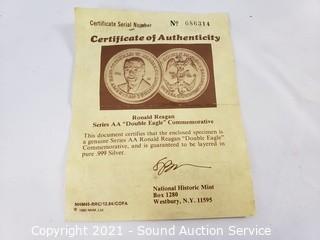 Certificate Serial Number Nº 686314
Certificate of Authenticity
Ronald Reagan
Series AA "Double Eagle" Commemorative
This document certifies that the enclosed specimen is
a genuine Series AA Ronald Reagan "Double Eagle"
Commemorative, and is guaranteed to be layered in
pure .999 Silver.
National Historic Mint
Box 1280
Westbury, N.Y. 11595
Copyright 2021 - Sound Auction Service